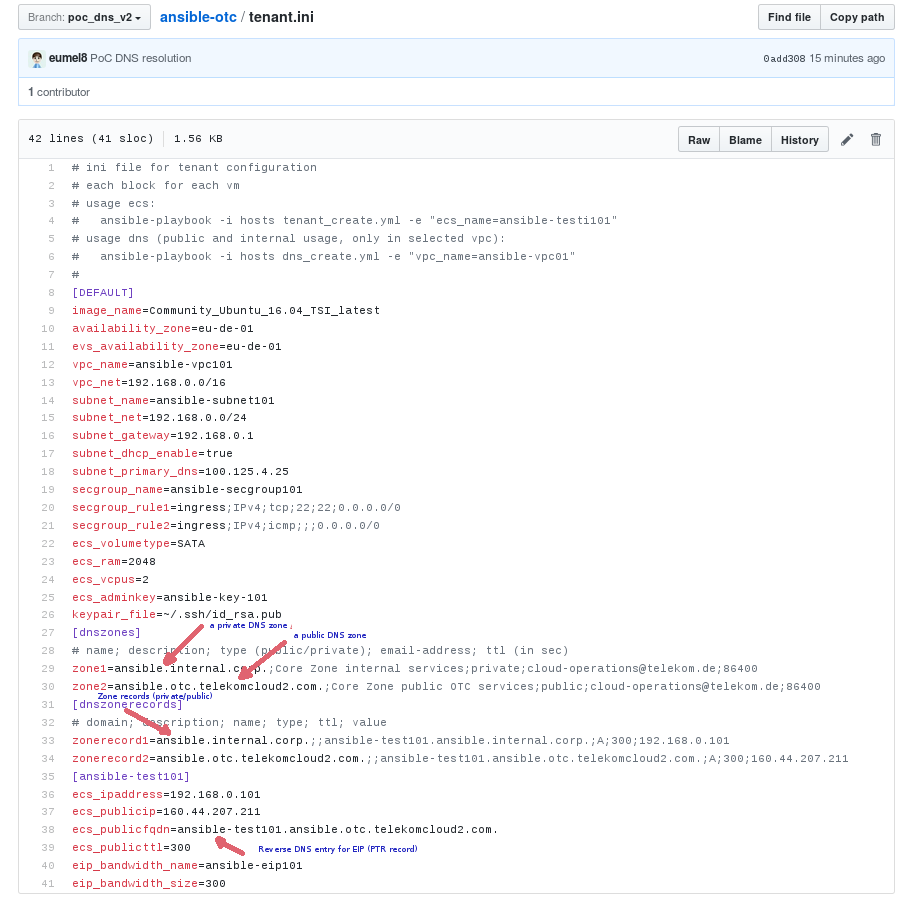 Branch: poc_dns_v2 ansible-otc / tenant.ini Find file Copy path
eumel8 PoC DNS resolution 0add308 15 minutes ago
1 contributor
42 lines (41 sloc) 1.56 KB Raw Blame History
1 # ini file for tenant configuration
2 # each block for each vm
3 # usage ecs:
4 #   ansible-playbook -i hosts tenant_create.yml -e "ecs_name=ansible-testi101"
5 # usage dns (public and internal usage, only in selected vpc):
6 #   ansible-playbook -i hosts dns_create.yml -e "vpc_name=ansible-vpc01"
7 #
8 [DEFAULT]
9 image_name=Community_Ubuntu_16.04_TSI_latest
10 availability_zone=eu-de-01
11 evs_availability_zone=eu-de-01
12 vpc_name=ansible-vpc101
13 vpc_net=192.168.0.0/16
14 subnet_name=ansible-subnet101
15 subnet_net=192.168.0.0/24
16 subnet_gateway=192.168.0.1
17 subnet_dhcp_enable=true
18 subnet_primary_dns=100.125.4.25
19 secgroup_name=ansible-secgroup101
20 secgroup_rule1=ingress;IPv4;tcp;22;22;0.0.0.0/0
21 secgroup_rule2=ingress;IPv4;icmp;;;0.0.0.0/0
22 ecs_volumetype=SATA
23 ecs_ram=2048
24 ecs_vcpus=2
25 ecs_adminkey=ansible-key-101
26 keypair_file=~/.ssh/id_rsa.pub
a private DNS zone ;
27 [dnszones]
a public DNS zone
28 # name; description; type (public/private); email-address; ttl (in sec)
29 zone1=ansible.internal.corp.;Core Zone internal services;private;cloud-operations@telekom.de;86400
30 zone2=ansible.otc.telekomcloud2.com.;Core Zone public OTC services;public;cloud-operations@telekom.de;86400
Zone records (private/public)
31 [dnszonerecords]
32 # domain; description; name; type; ttl; value
33 zonerecord1=ansible.internal.corp.;;ansible-test101.ansible.internal.corp.;A;300;192.168.0.101
34 zonerecord2=ansible.otc.telekomcloud2.com.;;ansible-test101.ansible.otc.telekomcloud2.com.;A;300;160.44.207.211
35 [ansible-test101]
36 ecs_ipaddress=192.168.0.101
37 ecs_publicip=160.44.207.211
38 ecs_publicfqdn=ansible-test101.ansible.otc.telekomcloud2.com.
39 ecs_publicttl=300
Reverse DNS entry for EIP (PTR record)
40 eip_bandwidth_name=ansible-eip101
41 eip_bandwidth_size=300